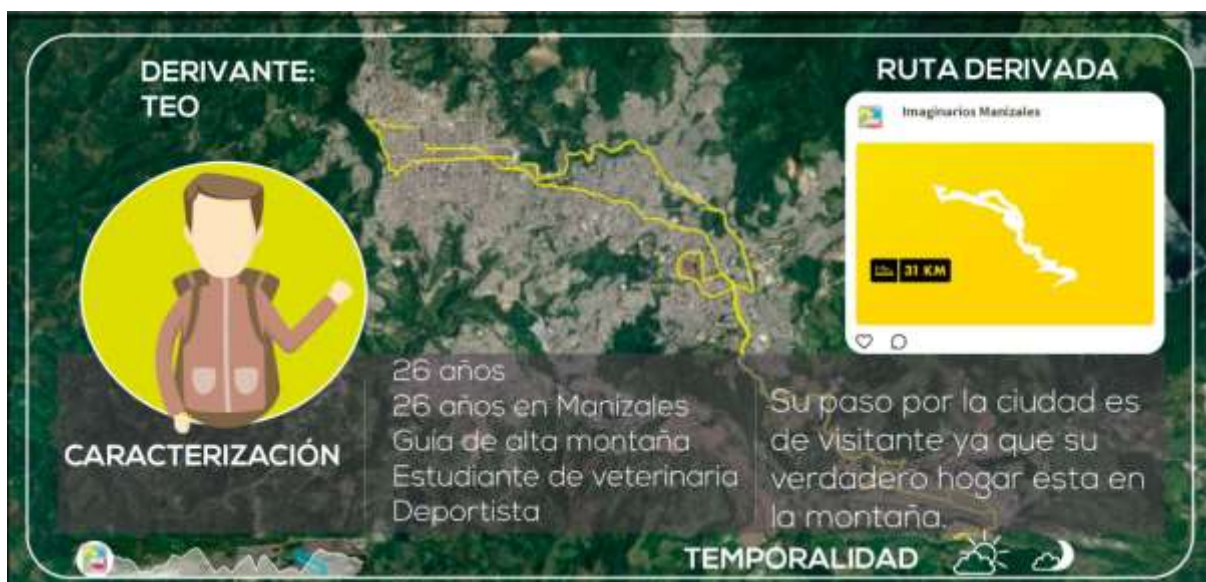 DERIVANTE:
TEO
RUTA DERIVADA
Imaginarios Manizales
31 KM
CARACTERIZACIÓN
26 años
26 años en Manizales
Guía de alta montaña
Estudiante de veterinaria
Deportista
Su paso por la ciudad es
de visitante ya que su
verdadero hogar esta en
la montaña.
TEMPORALIDAD